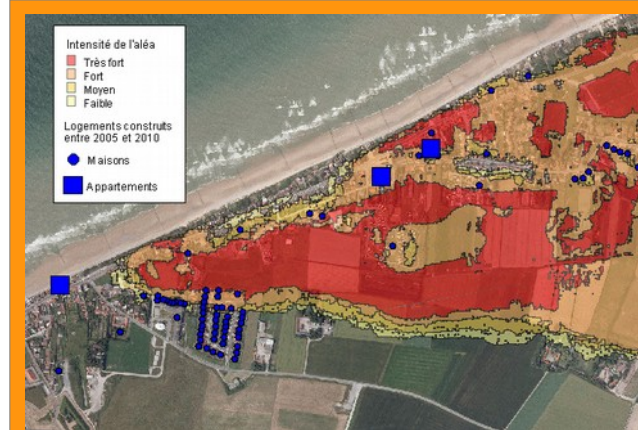 Intensité de l'aléa
Très fort
Fort
Moyen
Faible
Logements construits
entre 2005 et 2010
Maisons
Appartements